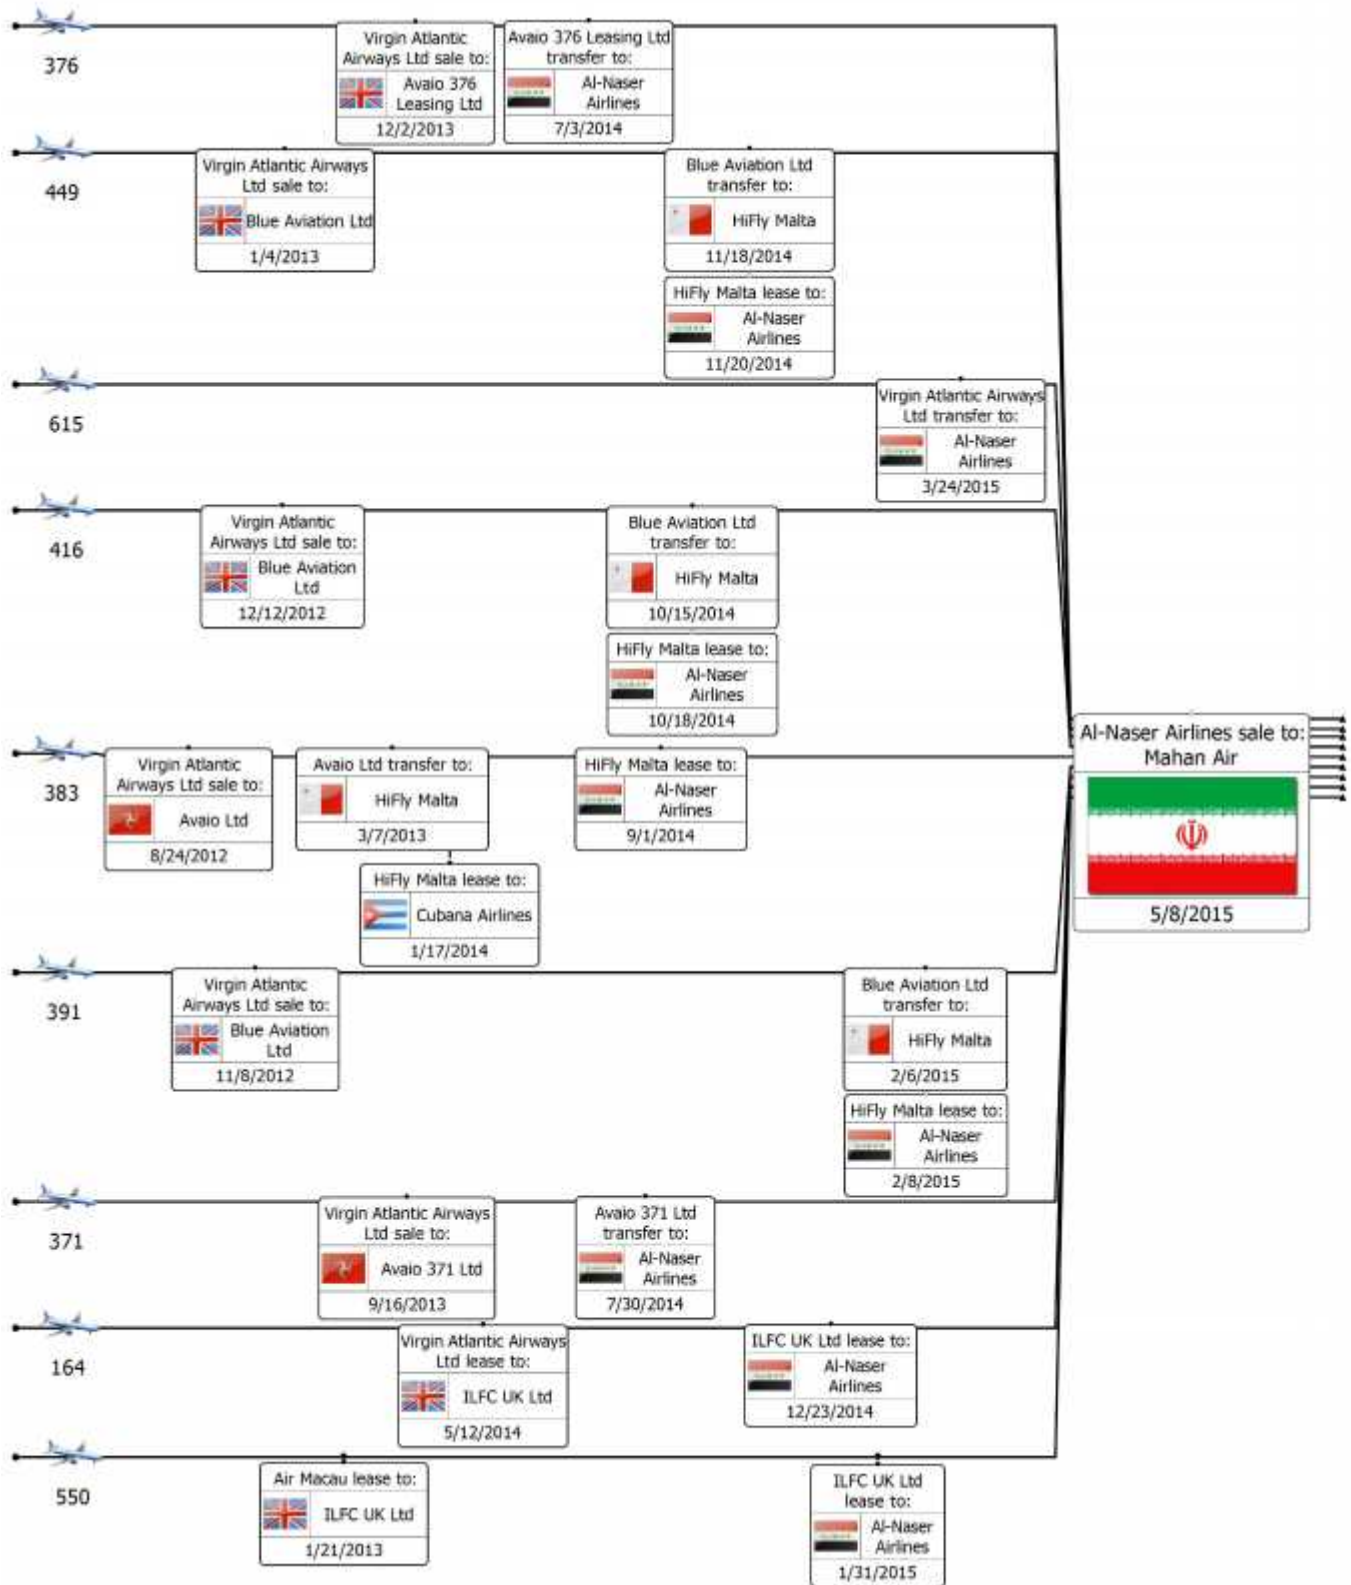 376
Virgin Atlantic
Airways Ltd sale to:
Avaio 376
Leasing Ltd
12/2/2013
Avaio 376 Leasing Ltd
transfer to:
Al-Naser
Airlines
7/3/2014
449
Virgin Atlantic Airways
Ltd sale to:
Blue Aviation Ltd
1/4/2013
Blue Aviation Ltd
transfer to:
HiFly Malta
11/18/2014
HiFly Malta lease to:
Al-Naser
Airlines
11/20/2014
615
Virgin Atlantic Airways
Ltd transfer to:
Al-Naser
Airlines
3/24/2015
416
Virgin Atlantic
Airways Ltd sale to:
Blue Aviation
Ltd
12/12/2012
Blue Aviation Ltd
transfer to:
HiFly Malta
10/15/2014
HiFly Malta lease to:
Al-Naser
Airlines
10/18/2014
383
Virgin Atlantic
Airways Ltd sale to:
Avaio Ltd
8/24/2012
Avaio Ltd transfer to:
HiFly Malta
3/7/2013
HiFly Malta lease to:
Cubana Airlines
1/17/2014
HiFly Malta lease to:
Al-Naser
Airlines
9/1/2014
Al-Naser Airlines sale to:
Mahan Air
5/8/2015
391
Virgin Atlantic
Airways Ltd sale to:
Blue Aviation
Ltd
11/8/2012
Blue Aviation Ltd
transfer to:
HiFly Malta
2/6/2015
HiFly Malta lease to:
Al-Naser
Airlines
2/8/2015
371
Virgin Atlantic Airways
Ltd sale to:
Avaio 371 Ltd
9/16/2013
Avaio 371 Ltd
transfer to:
Al-Naser
Airlines
7/30/2014
164
Virgin Atlantic Airways
Ltd lease to:
ILFC UK Ltd
5/12/2014
ILFC UK Ltd lease to:
Al-Naser
Airlines
12/23/2014
550
Air Macau lease to:
ILFC UK Ltd
1/21/2013
ILFC UK Ltd
lease to:
Al-Naser
Airlines
1/31/2015